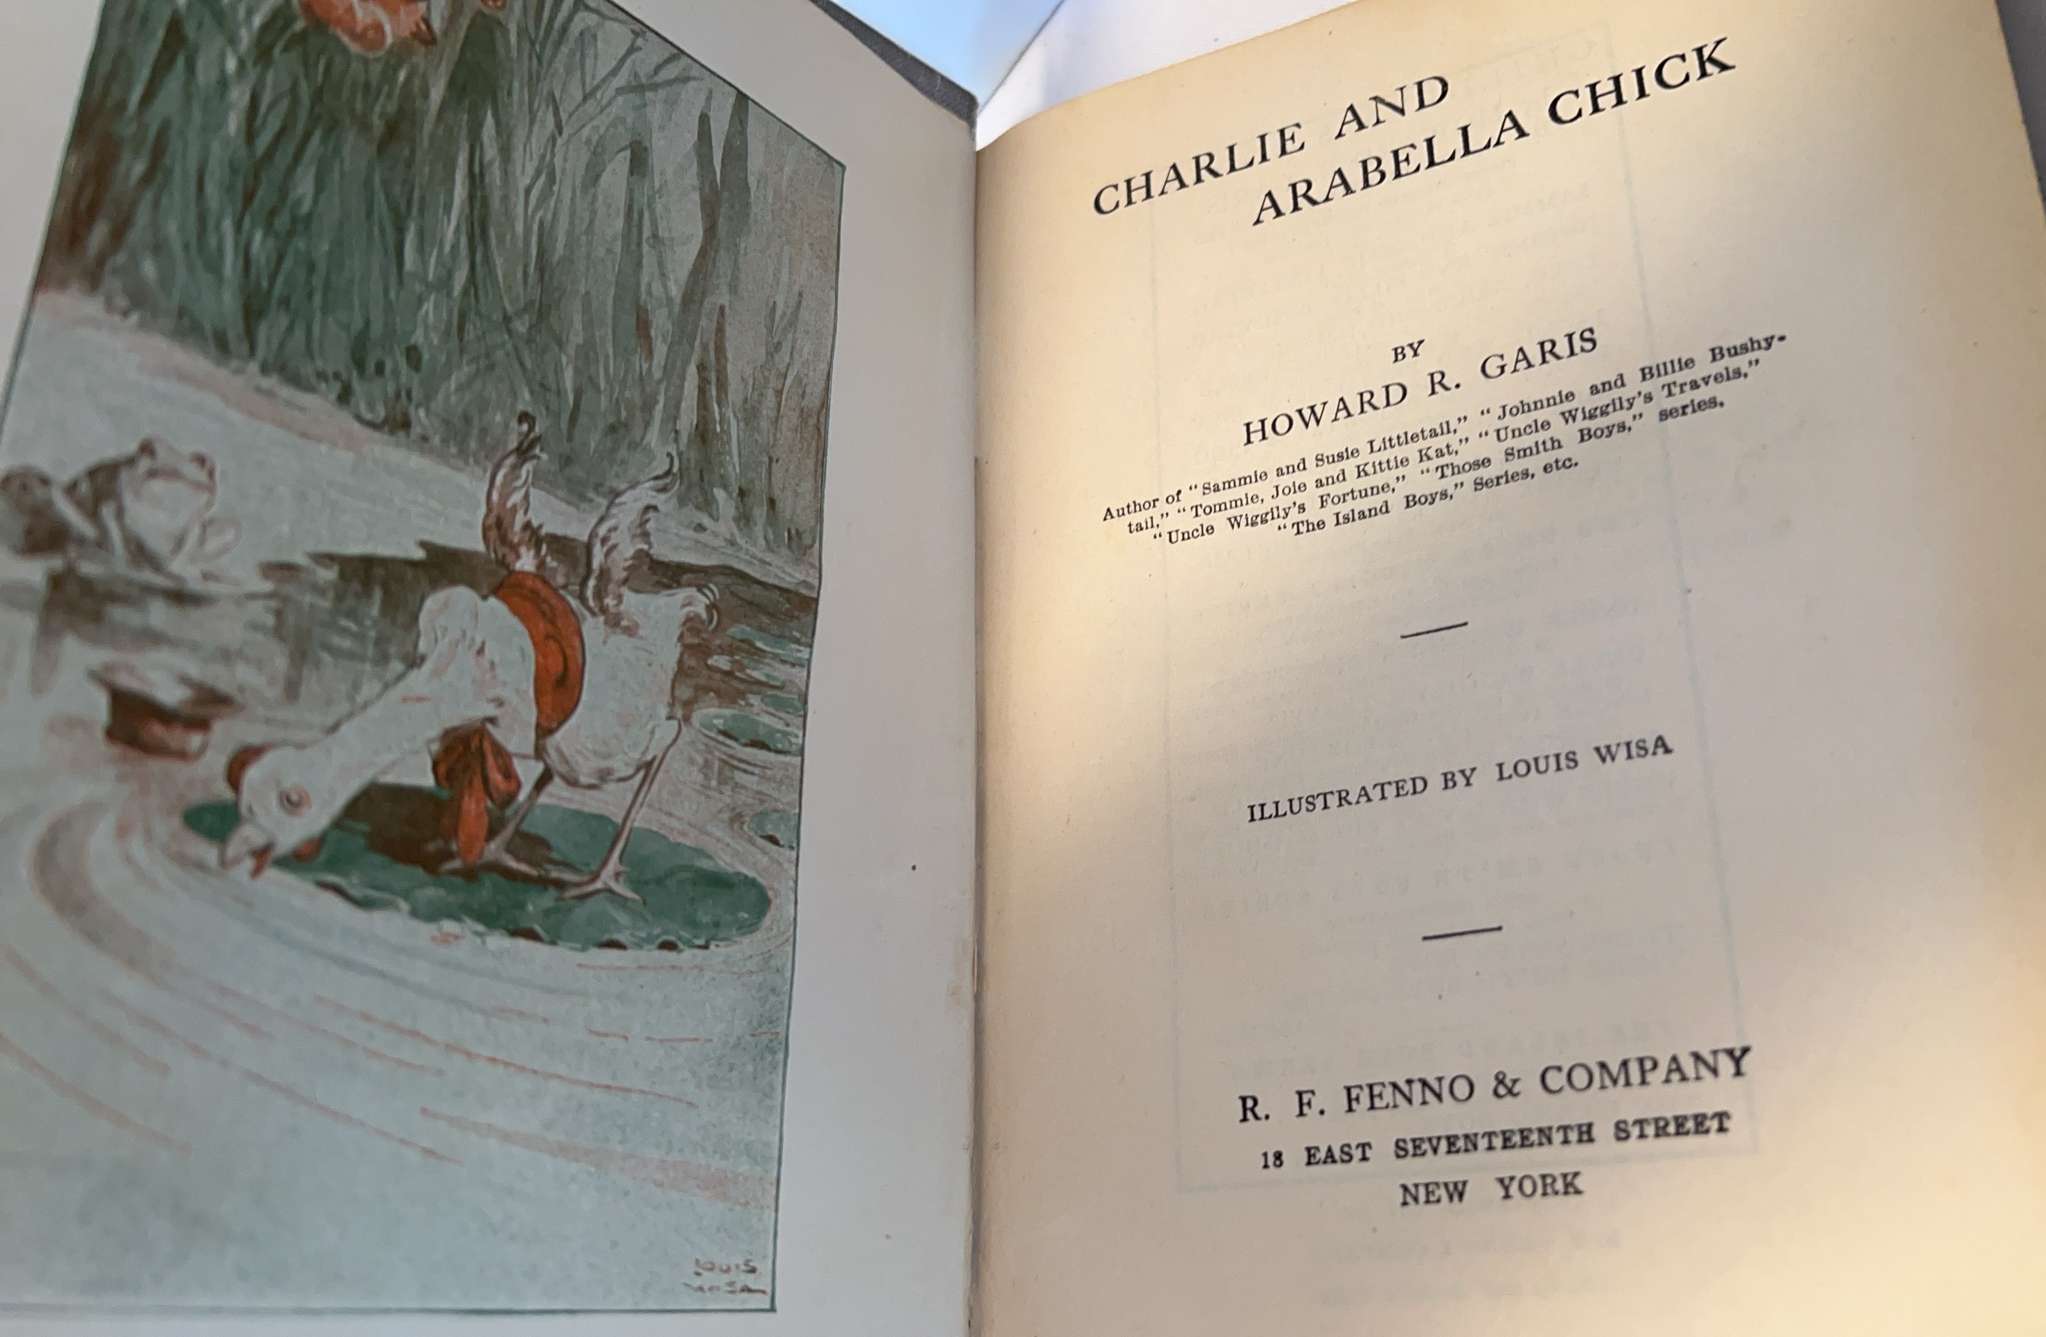 CHARLIE AND
ARABELLA CHICK
BY
HOWARD R. GARIS
Author of "Sammie and Susie Littletail," "Johnnie and Billie Bushy-
tail," "Tommie, Joie and Kittie Kat," "Uncle Wiggily's Travels,"
"Uncle Wiggily's Fortune," "Those Smith Boys," series.
"The Island Boys," Series, etc.
ILLUSTRATED BY LOUIS WISA
R. F. FENNO & COMPANY
18 EAST SEVENTEENTH STREET
NEW YORK
LOUIS
WISA